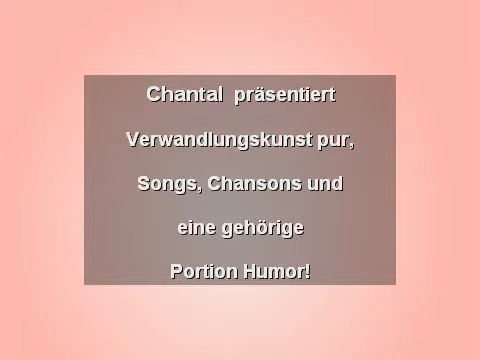 Chantal  präsentiert
Verwandlungskunst pur,
Songs, Chansons und
eine gehörige
Portion Humor!